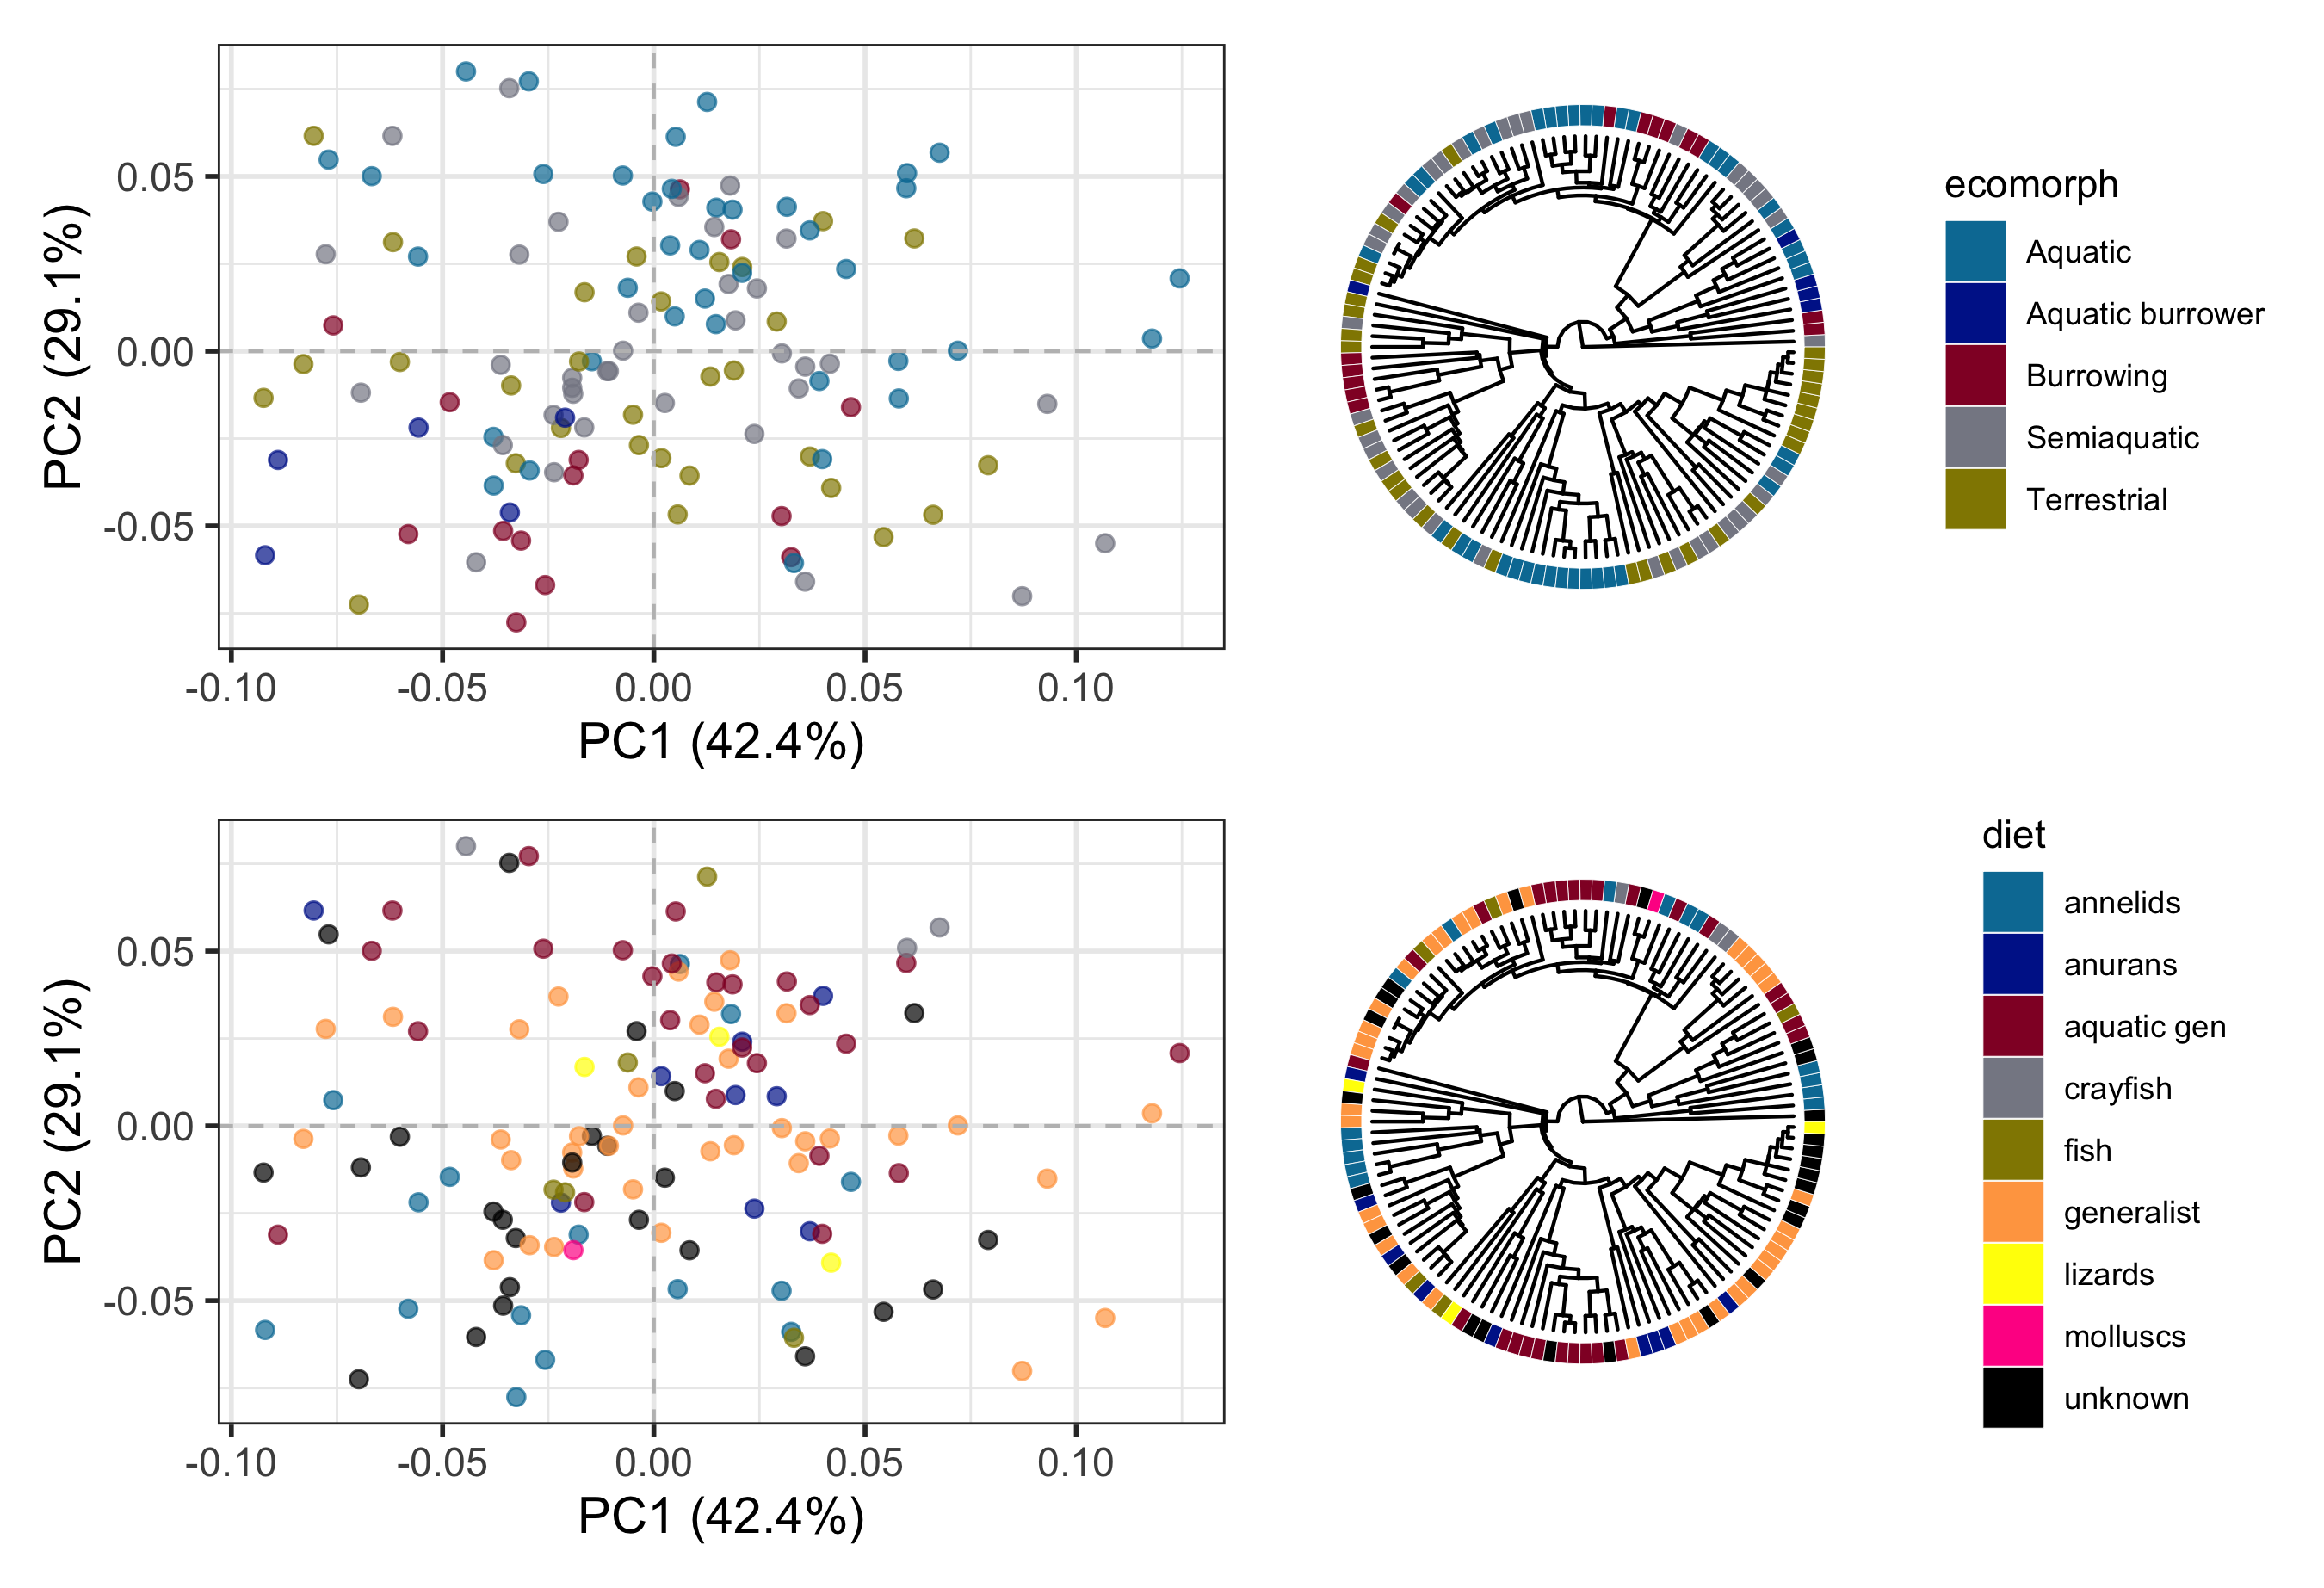 0.05
0.00
-0.05
PC2 (29.1%)
-0.10
-0.05
0.00
0.05
0.10
PC1 (42.4%)
ecomorph
Aquatic
Aquatic burrower
Burrowing
Semiaquatic
Terrestrial
0.05
0.00
-0.05
PC2 (29.1%)
-0.10
-0.05
0.00
0.05
0.10
PC1 (42.4%)
diet
annelids
anurans
aquatic gen
crayfish
fish
generalist
lizards
molluscs
unknown